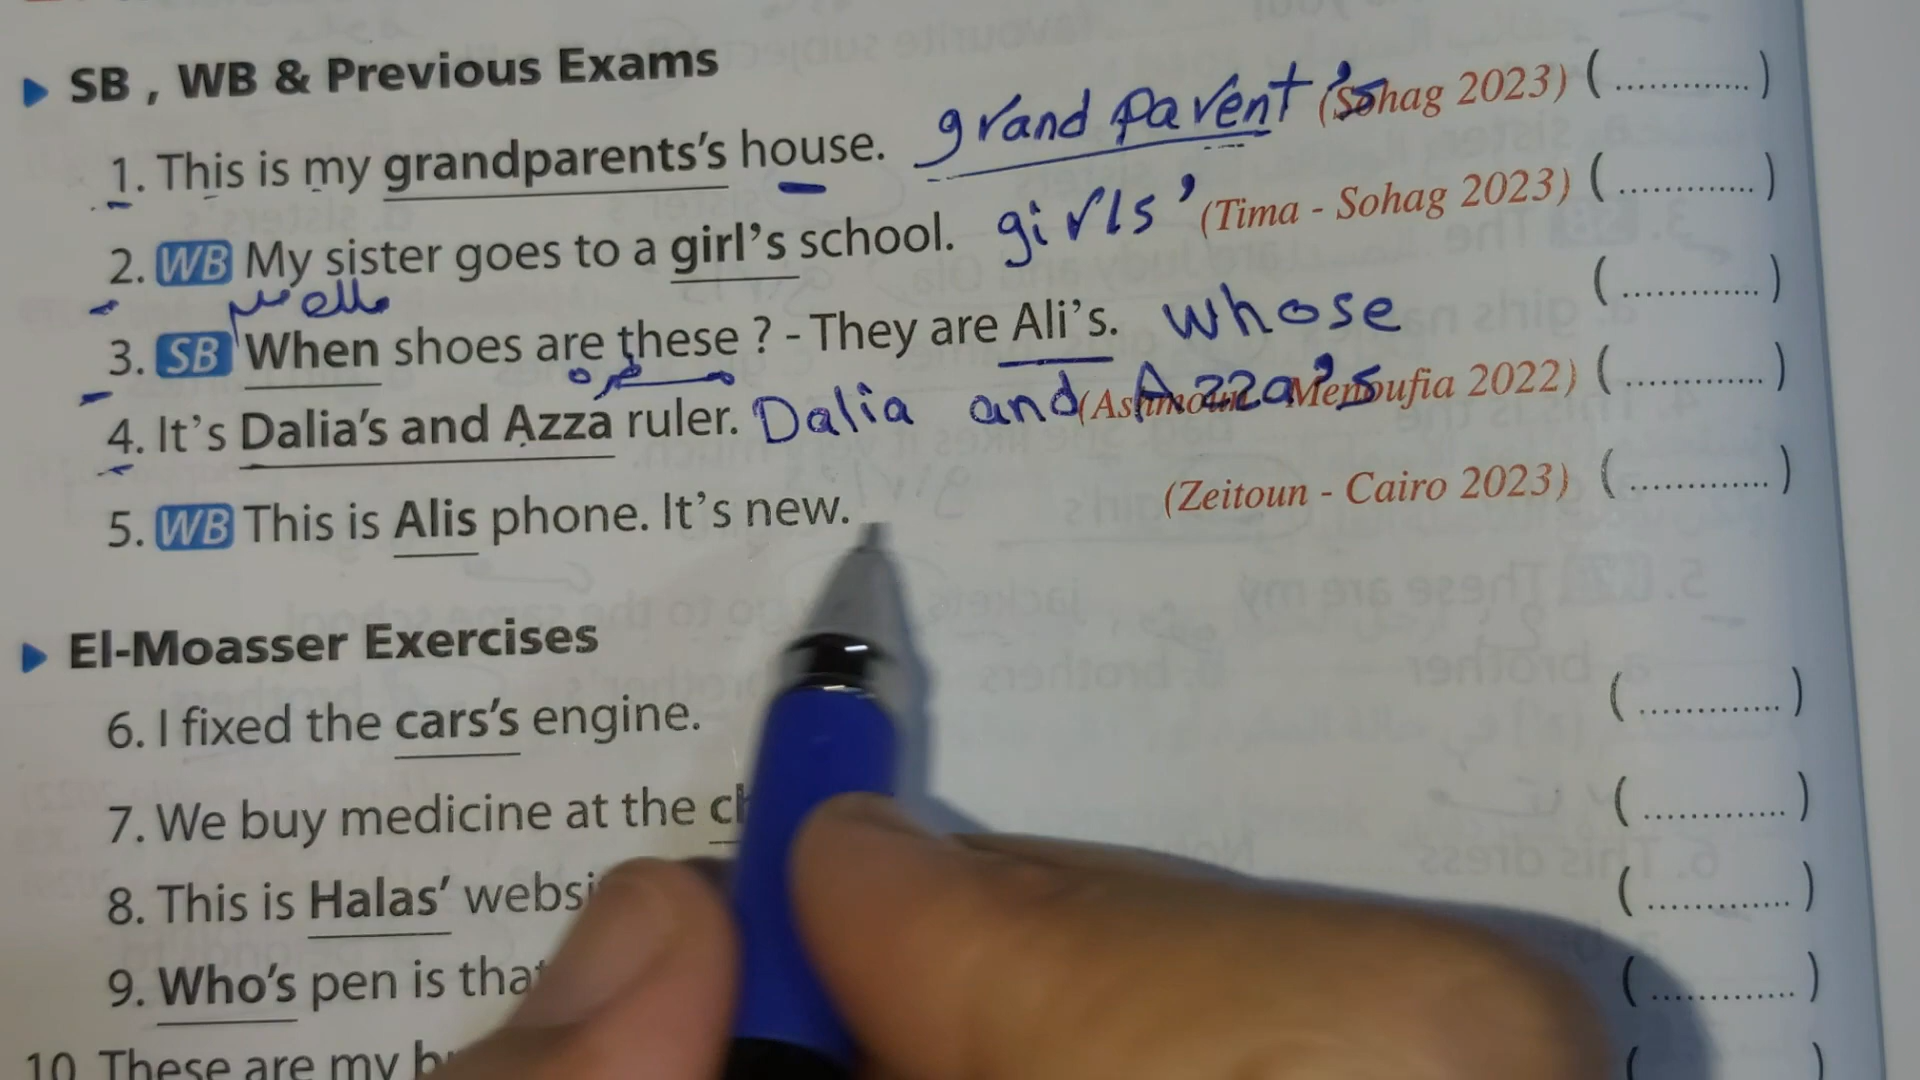 SB , WB & Previous Exams
1. This is my grandparents's house. grand parent's (Sohag 2023) (.............)
2. WB My sister goes to a girl's school. girls' (Tima - Sohag 2023) (.............)
3. SB When shoes are these ? - They are Ali's. whose (.............)
4. It's Dalia's and Azza ruler. Dalia and Azza's (Ashmoun - Menoufia 2022) (.............)
5. WB This is Alis phone. It's new. (Zeitoun - Cairo 2023) (.............)
El-Moasser Exercises
6. I fixed the cars's engine. (.............)
7. We buy medicine at the (.............)
8. This is Halas' (.............)
9. Who's pen is (.............)
10 These are my